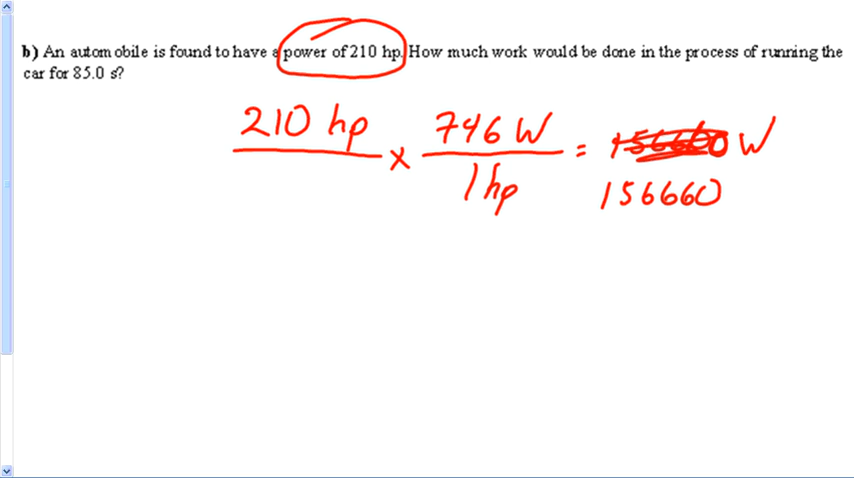 b) An automobile is found to have a power of 210 hp. How much work would be done in the process of running the
car for 85.0 s?
210 hp × 746 W = 156660 W
1 hp 156660